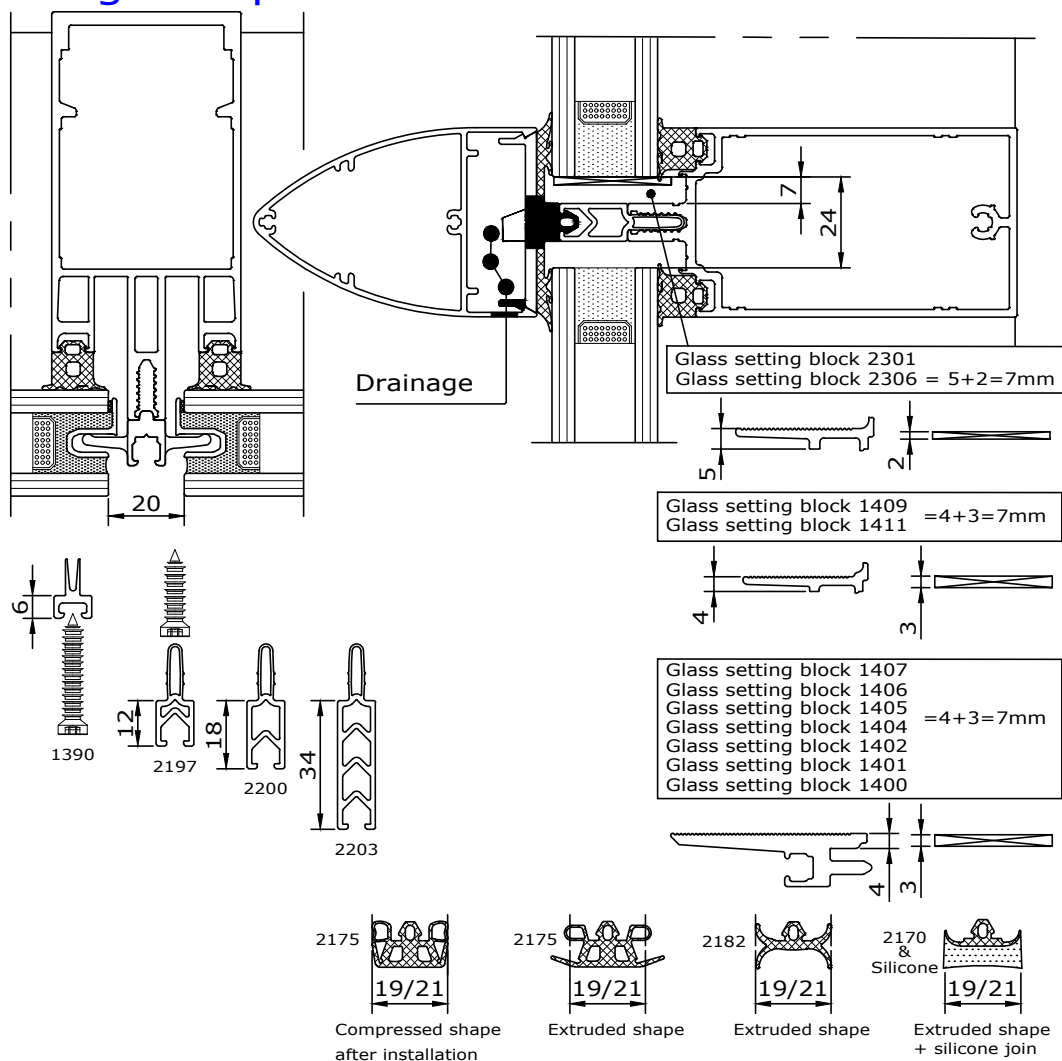 7
24
Drainage
Glass setting block 2301
Glass setting block 2306 = 5+2=7mm
5
2
20
Glass setting block 1409
Glass setting block 1411
=4+3=7mm
4
3
6
12
18
34
1390
2197
2200
2203
Glass setting block 1407
Glass setting block 1406
Glass setting block 1405
Glass setting block 1404
Glass setting block 1402
Glass setting block 1401
Glass setting block 1400
=4+3=7mm
4
3
2175
19/21
Compressed shape
after installation
2175
19/21
Extruded shape
2182
19/21
Extruded shape
2170
&
Silicone
19/21
Extruded shape
+ silicone join